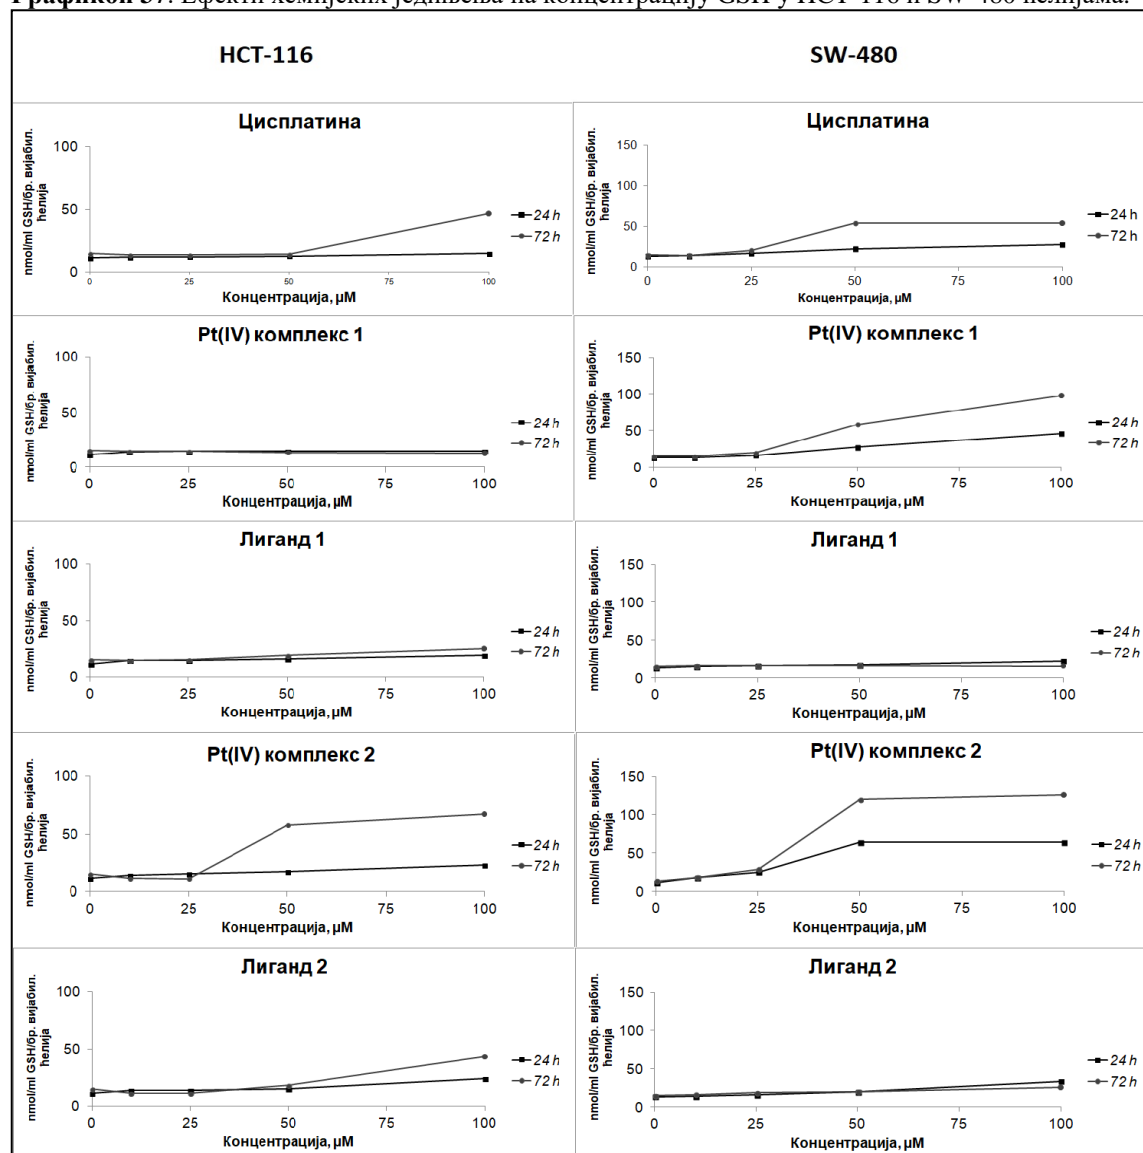 Графикон 37. Ефекти хемијских једињења на концентрацију GSH у HCT-116 и SW-480 ћелијама.
HCT-116
SW-480
Цисплатина
nmol/ml GSH/бр. вијабил.
ћелија
100
50
0
0 25 50 75 100
Концентрација, µM
24 h
72 h
Цисплатина
nmol/ml GSH/бр. вијабил.
ћелија
150
100
50
0
0 25 50 75 100
Концентрација, µM
24 h
72 h
Pt(IV) комплекс 1
nmol/ml GSH/бр. вијабил.
ћелија
100
50
0
0 25 50 75 100
Концентрација, µM
24 h
72 h
Pt(IV) комплекс 1
nmol/ml GSH/бр. вијабил.
ћелија
150
100
50
0
0 25 50 75 100
Концентрација, µM
24 h
72 h
Лиганд 1
nmol/ml GSH/бр. вијабил.
ћелија
100
50
0
0 25 50 75 100
Концентрација, µM
24 h
72 h
Лиганд 1
nmol/ml GSH/бр. вијабил.
ћелија
150
100
50
0
0 25 50 75 100
Концентрација, µM
24 h
72 h
Pt(IV) комплекс 2
nmol/ml GSH/бр. вијабил.
ћелија
100
50
0
0 25 50 75 100
Концентрација, µM
24 h
72 h
Pt(IV) комплекс 2
nmol/ml GSH/бр. вијабил.
ћелија
150
100
50
0
0 25 50 75 100
Концентрација, µM
24 h
72 h
Лиганд 2
nmol/ml GSH/бр. вијабил.
ћелија
100
50
0
0 25 50 75 100
Концентрација, µM
24 h
72 h
Лиганд 2
nmol/ml GSH/бр. вијабил.
ћелија
150
100
50
0
0 25 50 75 100
Концентрација, µM
24 h
72 h